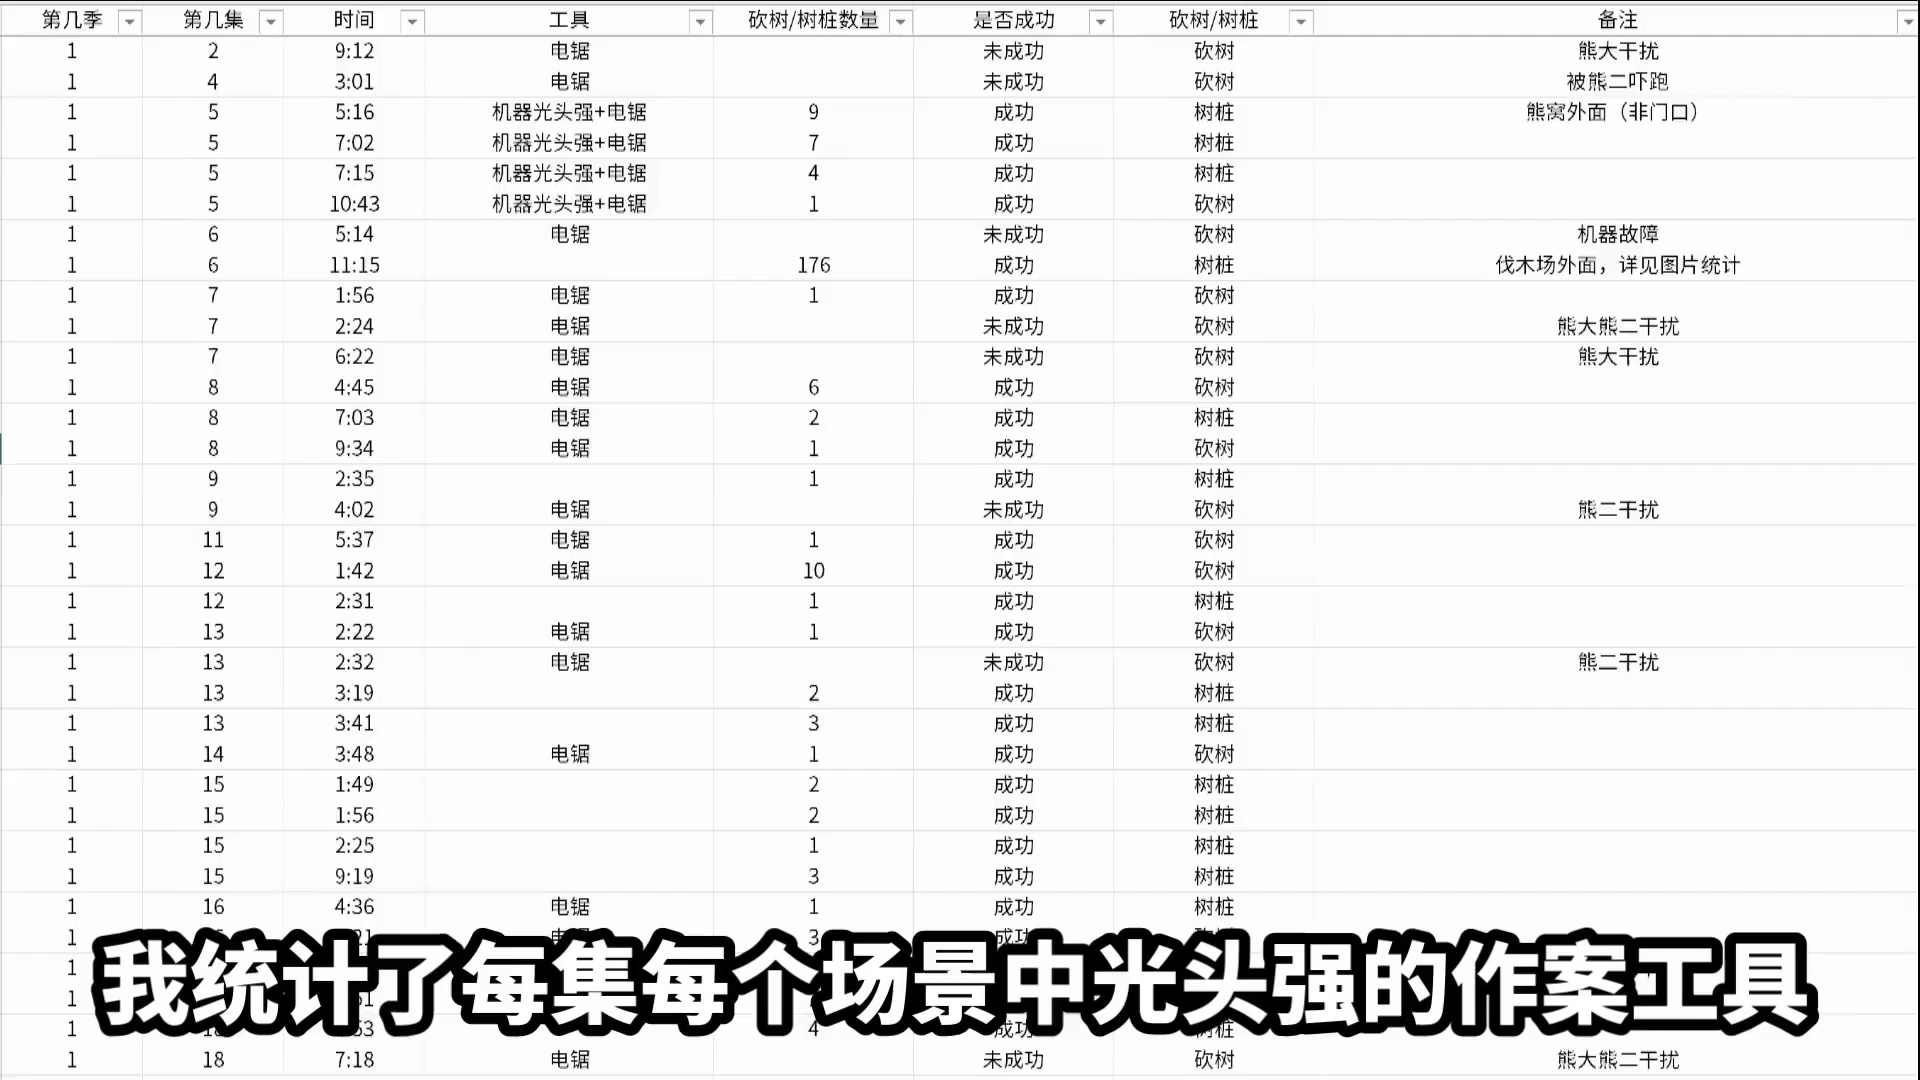 第几季 第几集 时间 工具 砍树/树桩数量 是否成功 砍树/树桩 备注
1 2 9:12 电锯 未成功 砍树 熊大干扰
1 4 3:01 电锯 未成功 砍树 被熊二吓跑
1 5 5:16 机器光头强+电锯 9 成功 树桩 熊窝外面（非门口）
1 5 7:02 机器光头强+电锯 7 成功 树桩
1 5 7:15 机器光头强+电锯 4 成功 树桩
1 5 10:43 机器光头强+电锯 1 成功 砍树
1 6 5:14 电锯 未成功 砍树 机器故障
1 6 11:15 176 成功 树桩 伐木场外面，详见图片统计
1 7 1:56 电锯 1 成功 砍树
1 7 2:24 电锯 未成功 砍树 熊大熊二干扰
1 7 6:22 电锯 未成功 砍树 熊大干扰
1 8 4:45 电锯 6 成功 砍树
1 8 7:03 电锯 2 成功 树桩
1 8 9:34 电锯 1 成功 砍树
1 9 2:35 1 成功 树桩
1 9 4:02 电锯 未成功 砍树 熊二干扰
1 11 5:37 电锯 1 成功 砍树
1 12 1:42 电锯 10 成功 砍树
1 12 2:31 1 成功 树桩
1 13 2:22 电锯 1 成功 砍树
1 13 2:32 电锯 未成功 砍树 熊二干扰
1 13 3:19 2 成功 树桩
1 13 3:41 3 成功 树桩
1 14 3:48 电锯 1 成功 砍树
1 15 1:49 2 成功 树桩
1 15 1:56 2 成功 树桩
1 15 2:25 1 成功 树桩
1 15 9:19 3 成功 树桩
1 16 4:36 电锯 1 成功 树桩
1 3 成功
1
我统计了每集每个场景中光头强的作案工具
1
1 18 4 成功 树桩
1 18 7:18 电锯 未成功 砍树 熊大熊二干扰